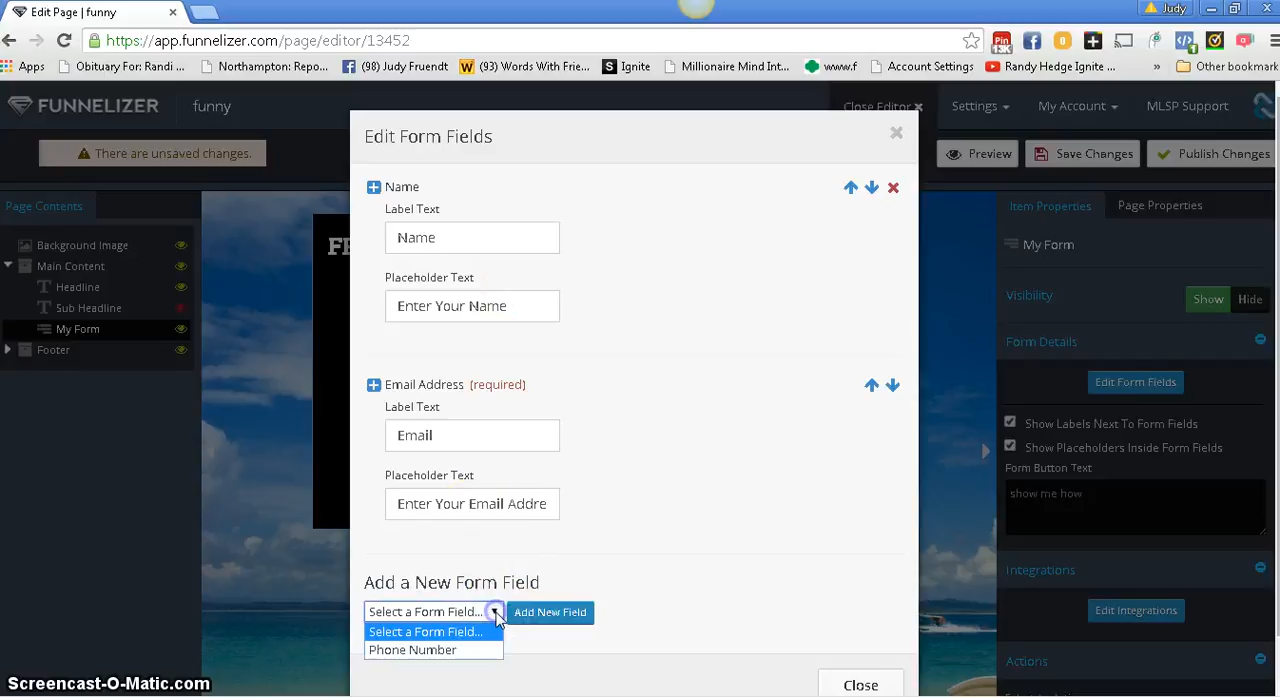 Edit Page | funny
Judy
https://app.funnelizer.com/page/editor/13452
Pin
13K
Apps
Obituary For: Randi ...
Northampton: Repo...
(98) Judy Fruendt - ...
(93) Words With Frie...
Ignite
Millionaire Mind Int...
www.f
Account Settings
Randy Hedge Ignite ...
»
Other bookmark
FUNNELIZER
funny
Close Editor
Settings
My Account
MLSP Support
There are unsaved changes.
Preview
Save Changes
Publish Changes
Page Contents
Background Image
Main Content
Headline
Sub Headline
My Form
Footer
Edit Form Fields
Name
Label Text
Name
Placeholder Text
Enter Your Name
Email Address (required)
Label Text
Email
Placeholder Text
Enter Your Email Addre
Add a New Form Field
Select a Form Field...
Add New Field
Select a Form Field...
Phone Number
Close
Item Properties
Page Properties
My Form
Visibility
Show
Hide
Form Details
Edit Form Fields
Show Labels Next To Form Fields
Show Placeholders Inside Form Fields
Form Button Text
show me how
Integrations
Edit Integrations
Actions
Screencast-O-Matic.com